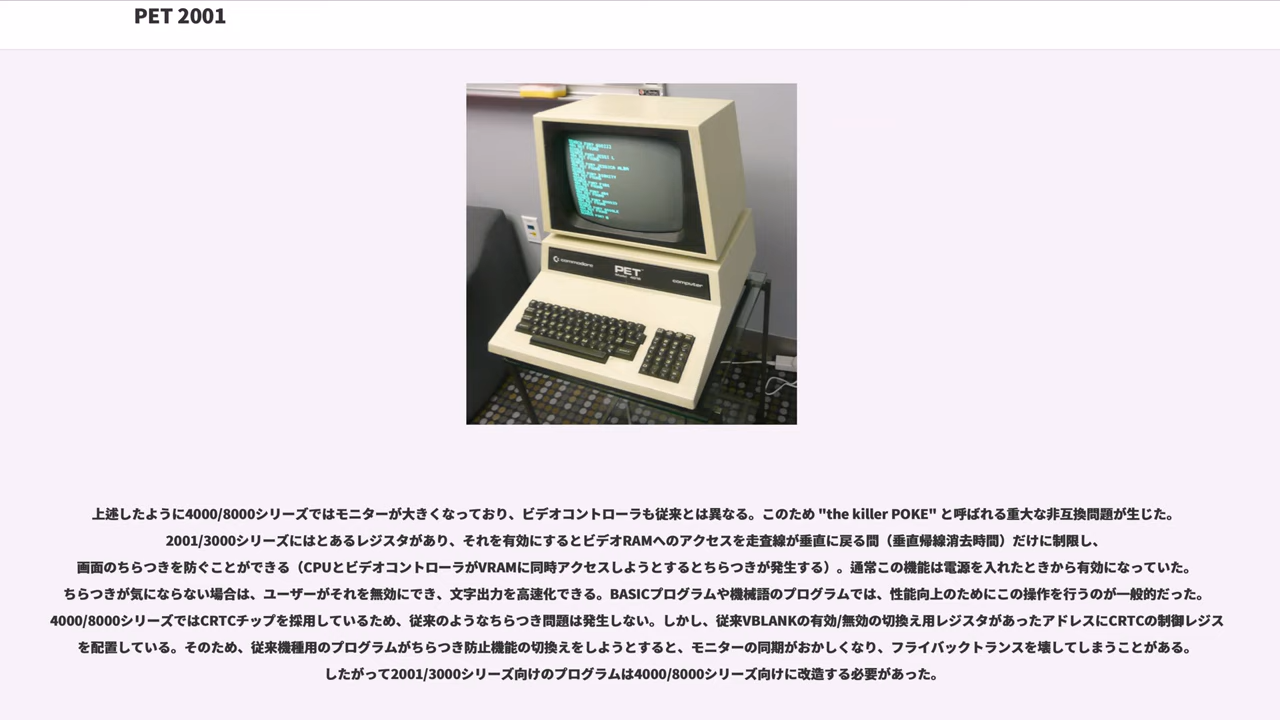 PET 2001
commodore
PET
computer
上述したように4000/8000シリーズではモニターが大きくなっており、ビデオコントローラも従来とは異なる。このため "the killer POKE" と呼ばれる重大な非互換問題が生じた。
2001/3000シリーズにはとあるレジスタがあり、それを有効にするとビデオRAMへのアクセスを走査線が垂直に戻る間（垂直帰線消去時間）だけに制限し、
画面のちらつきを防ぐことができる（CPUとビデオコントローラがVRAMに同時アクセスしようとするとちらつきが発生する）。通常この機能は電源を入れたときから有効になっていた。
ちらつきが気にならない場合は、ユーザーがそれを無効にでき、文字出力を高速化できる。BASICプログラムや機械語のプログラムでは、性能向上のためにこの操作を行うのが一般的だった。
4000/8000シリーズではCRTCチップを採用しているため、従来のようなちらつき問題は発生しない。しかし、従来VBLANKの有効/無効の切換え用レジスタがあったアドレスにCRTCの制御レジス
を配置している。そのため、従来機種用のプログラムがちらつき防止機能の切換えをしようとすると、モニターの同期がおかしくなり、フライバックトランスを壊してしまうことがある。
したがって2001/3000シリーズ向けのプログラムは4000/8000シリーズ向けに改造する必要があった。